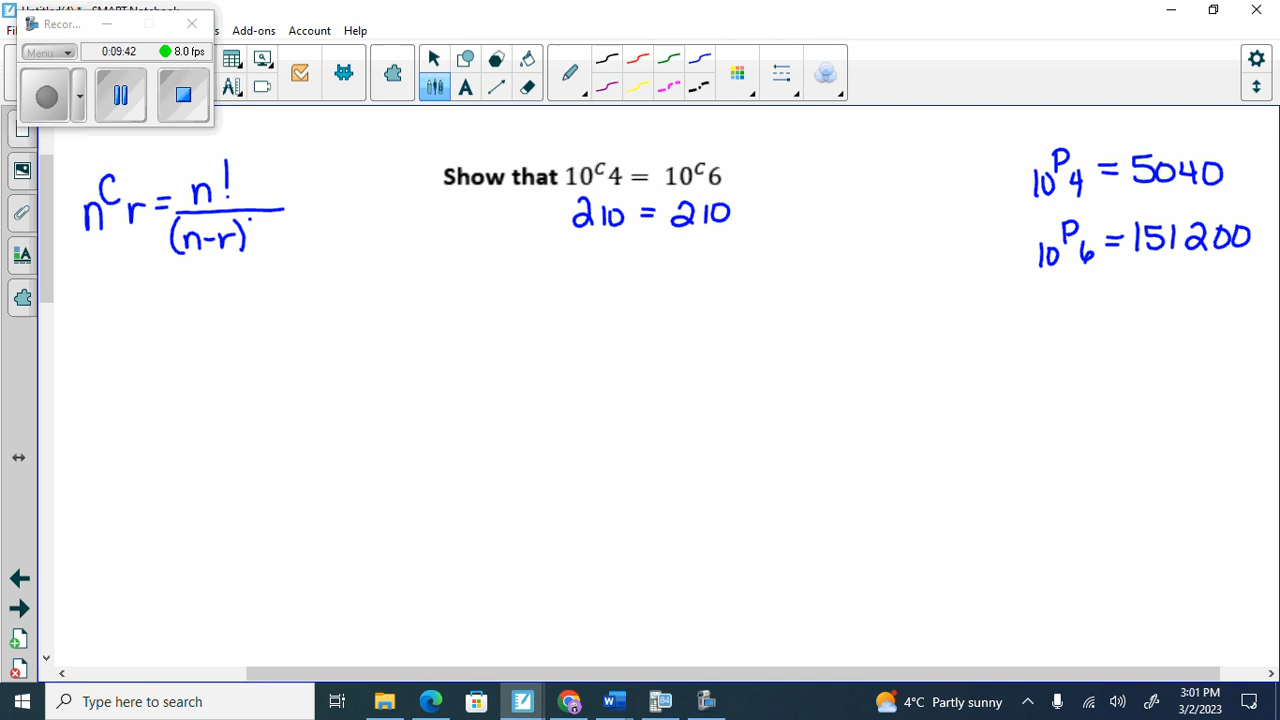 Untitled(4)* - SMART Notebook
Recor...
Add-ons Account Help
Menu 0:09:42 8.0 fps
nCr = n!
(n-r)
Show that 10ᶜ4 = 10ᶜ6
210 = 210
₁₀P₄ = 5040
₁₀P₆ = 151200
Type here to search
4°C Partly sunny
3:01 PM
3/2/2023